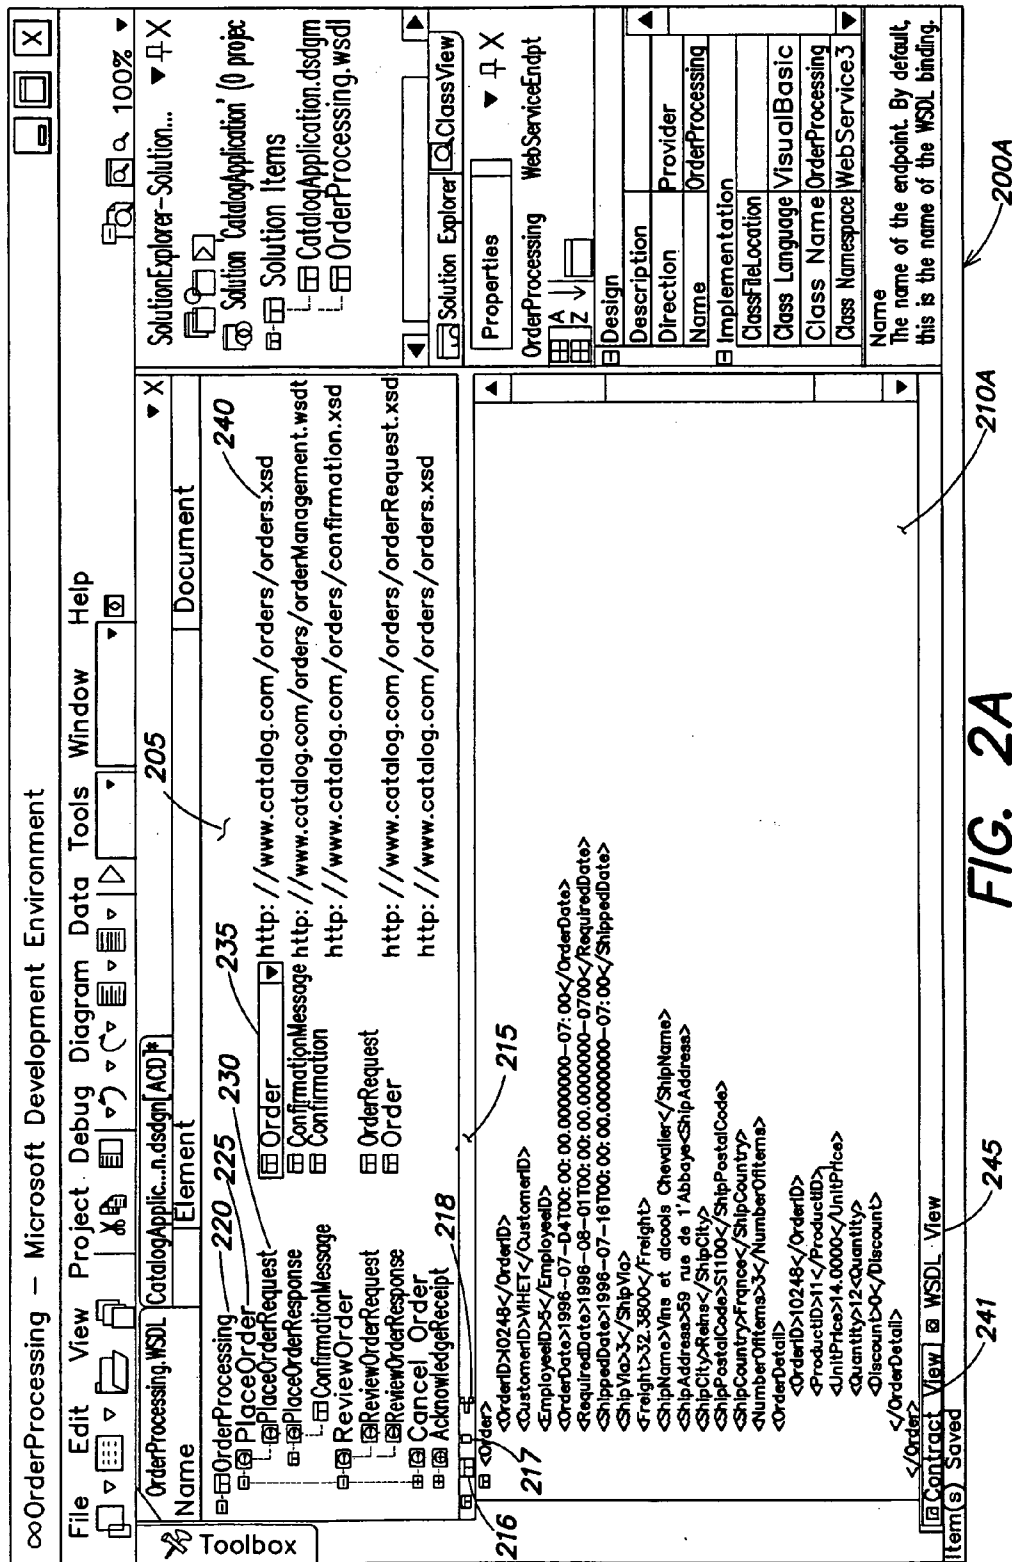 ∞OrderProcessing – Microsoft Development Environment
File Edit View Project Debug Diagram Data Tools Window Help
100%
Toolbox
OrderProcessing.WSDL
CatalogApplic...n.dsdgn[ACD]*
Name
Element
Document
205
OrderProcessing
220
PlaceOrder
225
PlaceOrderRequest
230
Order
235
http: //www.catalog.com/orders/orders.xsd
240
PlaceOrderResponse
ConfirmationMessage http: //www.catalog.com/orders/orderManagement.wsdt
ConfirmationMessage
Confirmation
http: //www.catalog.com/orders/confirmation.xsd
ReviewOrder
ReviewOrderRequest
OrderRequest
http: //www.catalog.com/orders/orderRequest.xsd
ReviewOrderResponse
Order
http: //www.catalog.com/orders/orders.xsd
Cancel Order
AcknowledgeReceipt
218
216
217
215
<Order>
<OrderID>10248</OrderID>
<CustomerID>VIHET</CustomerID>
<EmployeeID>5</EmployeeID>
<OrderDate>1996-07-D4T00:00:00.0000000-07:00</OrderDate>
<RequiredDate>1996-08-01T00:00:00.0000000-0700</RequiredDate>
<ShippedDate>1996-07-16T00:00:00.0000000-07:00</ShippedDate>
<ShipVia>3</ShipVia>
<Freight>32.3800</Freight>
<ShipName>Vins et alcools Chevalier</ShipName>
<ShipAddress>59 rue de 1'Abbaye<ShipAddress>
<ShipCity>Reins</ShipCity>
<ShipPostalCode>S1100</ShipPostalCode>
<ShipCountry>France</ShipCountry>
<NumberOfItems>3</NumberOfItems>
<OrderDetail>
<OrderID>10248</OrderID>
<ProductID>11</ProductID>
<UnitPrice>14.0000</UnitPrice>
<Quantity>12<Quantity>
<Discount>0</Discount>
</OrderDetail>
</Order>
Contract View
WSDL View
241
245
210A
Item(s) Saved
SolutionExplorer-Solution...
Solution 'CatalogApplication' (0 projec
Solution Items
CatalogApplication.dsdgm
OrderProcessing.wsdl
Solution Explorer
ClassView
Properties
OrderProcessing WebServiceEndpt
A
Z
Design
Description
Direction Provider
Name OrderProcessing
Implementation
ClassFileLocation
Class Language VisualBasic
Class Name OrderProcessing
Class Namespace WebService3
Name
The name of the endpoint. By default,
this is the name of the WSDL binding.
200A
FIG. 2A